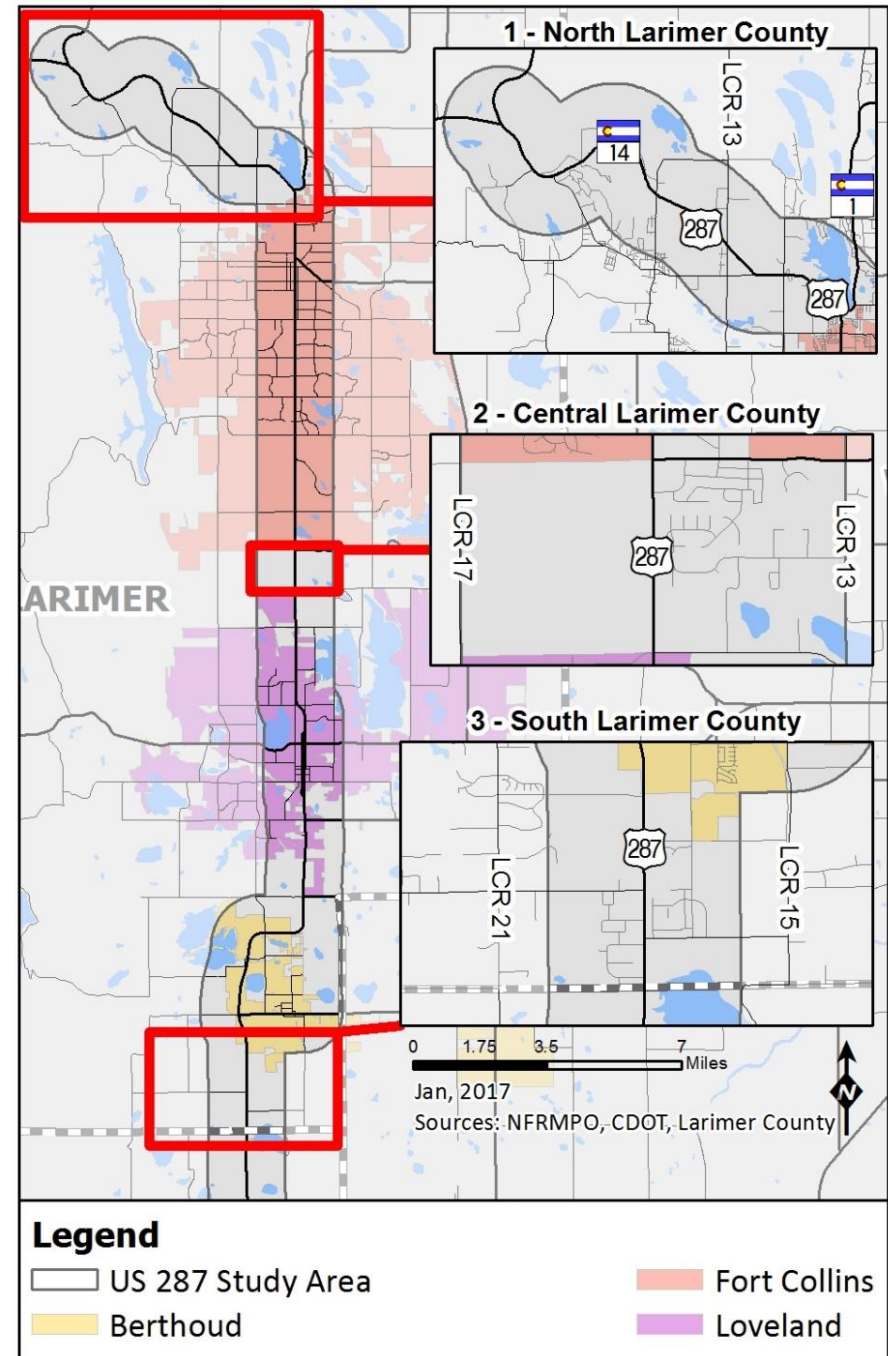 1 - North Larimer County
LCR-13
14
1
287
287
2 - Central Larimer County
LCR-17
287
LCR-13
ARIMER
3 - South Larimer County
LCR-21
287
LCR-15
0 1.75 3.5 7
Miles
Jan, 2017
Sources: NFRMPO, CDOT, Larimer County
N
Legend
US 287 Study Area
Fort Collins
Berthoud
Loveland